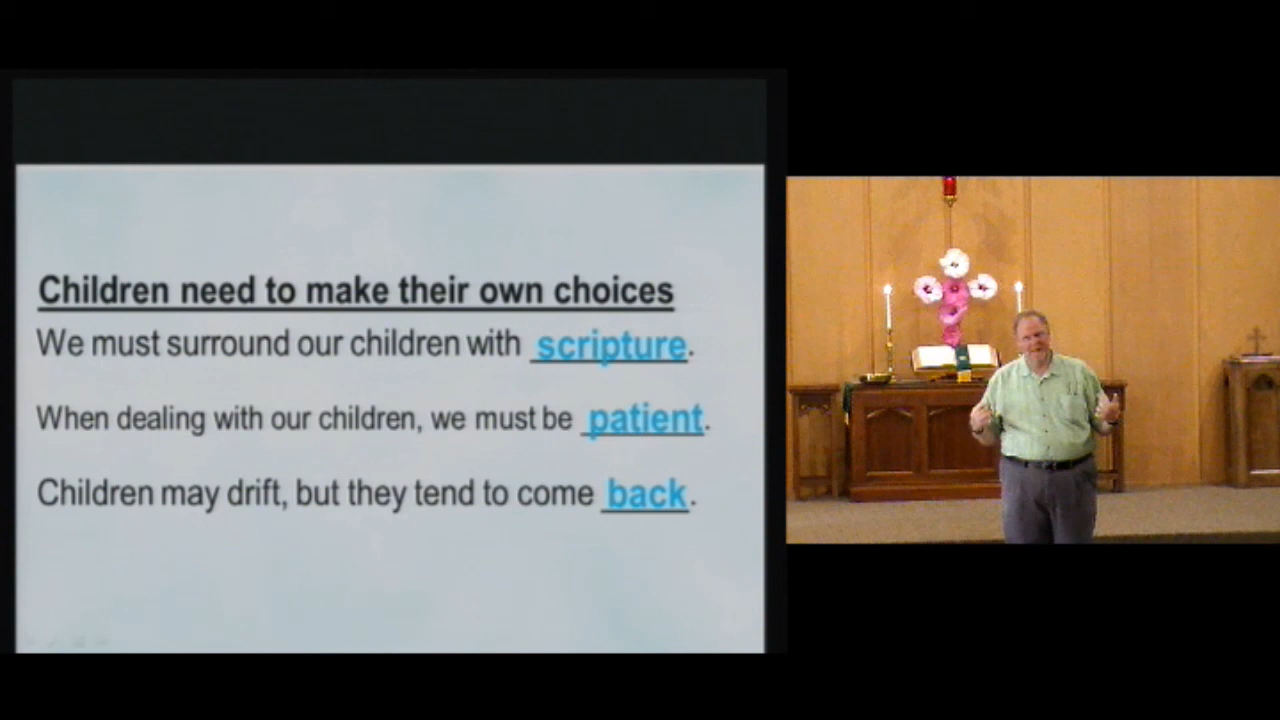 Children need to make their own choices
We must surround our children with scripture.
When dealing with our children, we must be patient.
Children may drift, but they tend to come back.